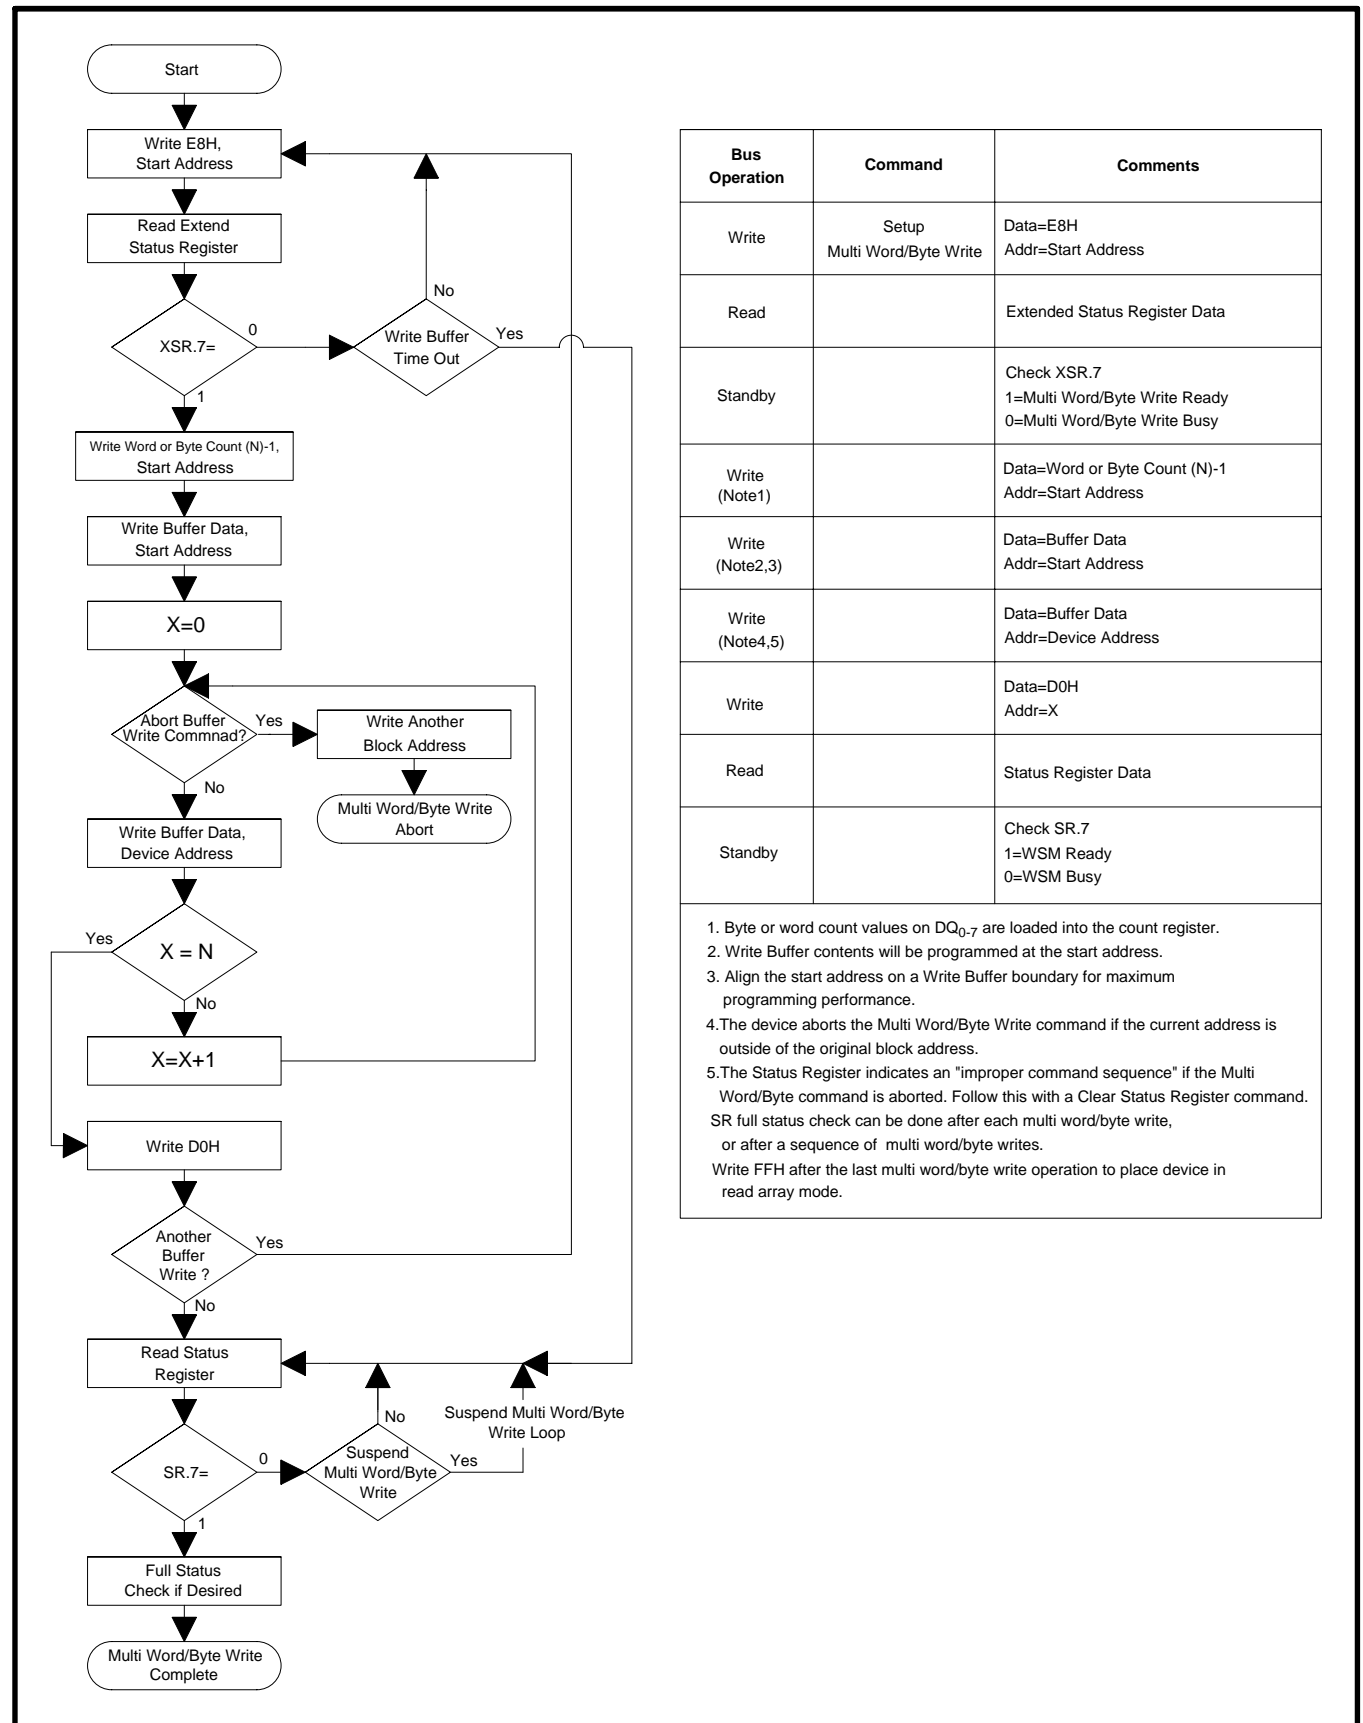 Start
Write E8H,
Start Address
Read Extend
Status Register
No
0
XSR.7=
Write Buffer
Time Out
Yes
1
Write Word or Byte Count (N)-1,
Start Address
Write Buffer Data,
Start Address
X=0
Abort Buffer
Write Commnad?
Yes
Write Another
Block Address
No
Multi Word/Byte Write
Abort
Write Buffer Data,
Device Address
Yes
X = N
No
X=X+1
Write D0H
Another
Buffer
Write ?
Yes
No
Read Status
Register
No
Suspend Multi Word/Byte
Write Loop
SR.7=
0
Suspend
Multi Word/Byte
Write
Yes
1
Full Status
Check if Desired
Multi Word/Byte Write
Complete
Bus
Operation
Command
Comments
Write
Setup
Multi Word/Byte Write
Data=E8H
Addr=Start Address
Read
Extended Status Register Data
Standby
Check XSR.7
1=Multi Word/Byte Write Ready
0=Multi Word/Byte Write Busy
Write
(Note1)
Data=Word or Byte Count (N)-1
Addr=Start Address
Write
(Note2,3)
Data=Buffer Data
Addr=Start Address
Write
(Note4,5)
Data=Buffer Data
Addr=Device Address
Write
Data=D0H
Addr=X
Read
Status Register Data
Standby
Check SR.7
1=WSM Ready
0=WSM Busy
1. Byte or word count values on DQ0-7 are loaded into the count register.
2. Write Buffer contents will be programmed at the start address.
3. Align the start address on a Write Buffer boundary for maximum
programming performance.
4.The device aborts the Multi Word/Byte Write command if the current address is
outside of the original block address.
5.The Status Register indicates an "improper command sequence" if the Multi
Word/Byte command is aborted. Follow this with a Clear Status Register command.
SR full status check can be done after each multi word/byte write,
or after a sequence of multi word/byte writes.
Write FFH after the last multi word/byte write operation to place device in
read array mode.